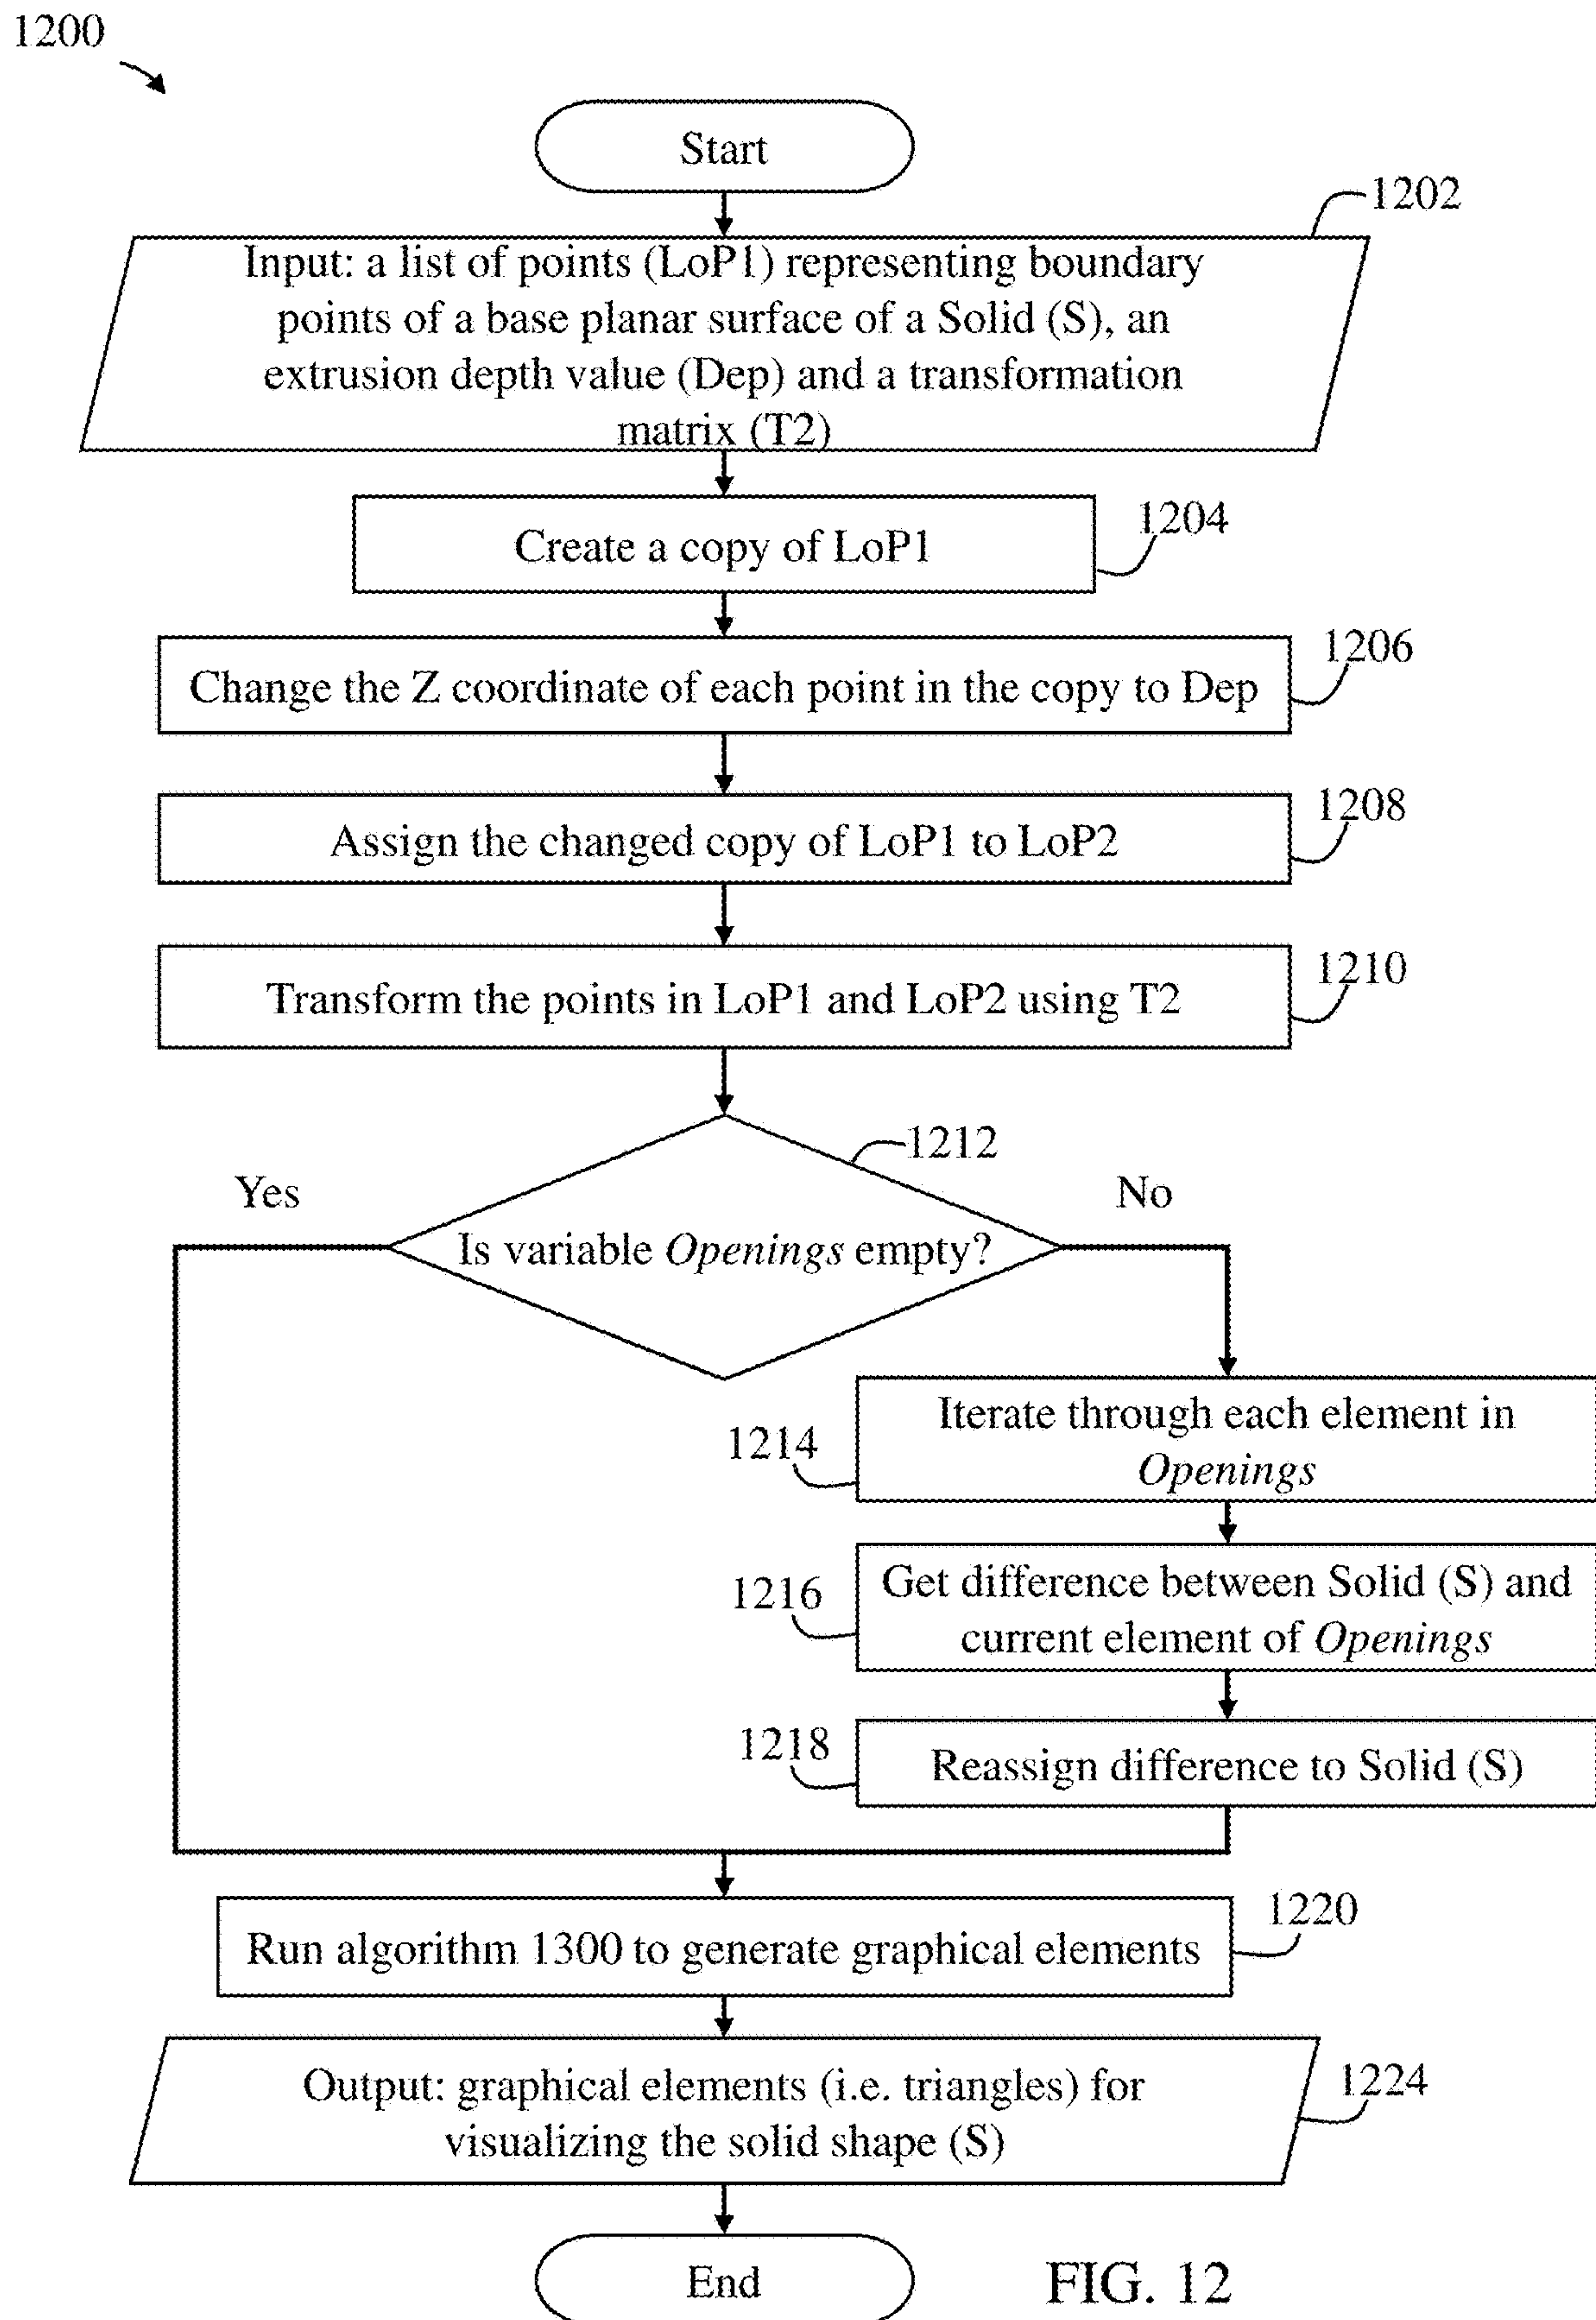 1200
Start
1202
Input: a list of points (LoP1) representing boundary
points of a base planar surface of a Solid (S), an
extrusion depth value (Dep) and a transformation
matrix (T2)
Create a copy of LoP1
1204
Change the Z coordinate of each point in the copy to Dep
1206
Assign the changed copy of LoP1 to LoP2
1208
Transform the points in LoP1 and LoP2 using T2
1210
1212
Yes
No
Is variable Openings empty?
Iterate through each element in
Openings
1214
Get difference between Solid (S) and
current element of Openings
1216
Reassign difference to Solid (S)
1218
Run algorithm 1300 to generate graphical elements
1220
Output: graphical elements (i.e. triangles) for
visualizing the solid shape (S)
1224
End
FIG. 12